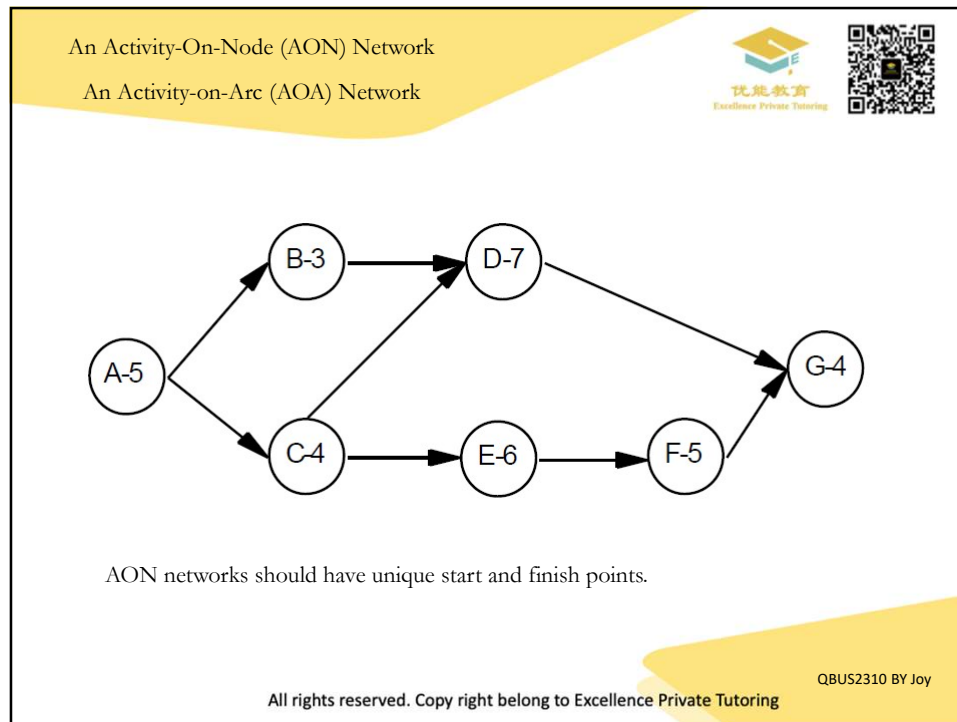 An Activity-On-Node (AON) Network
An Activity-on-Arc (AOA) Network
优能教育
Excellence Private Tutoring
B-3
D-7
A-5
G-4
C-4
E-6
F-5
AON networks should have unique start and finish points.
QBUS2310 BY Joy
All rights reserved. Copy right belong to Excellence Private Tutoring